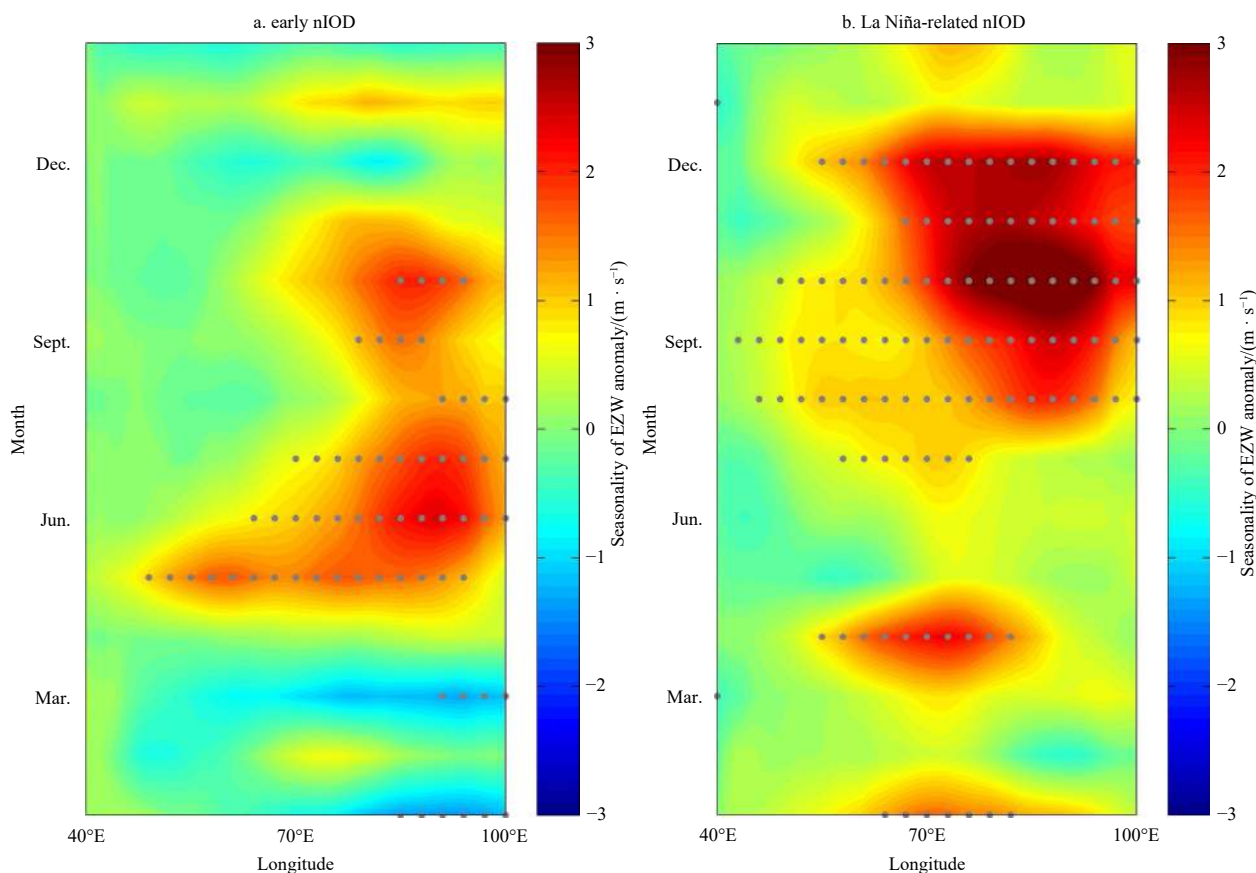 a. early nIOD
b. La Niña-related nIOD
Dec.
Sept.
Jun.
Mar.
Month
40°E
70°E
100°E
Longitude
3
2
1
0
−1
−2
−3
Seasonality of EZW anomaly/(m · s⁻¹)
Dec.
Sept.
Jun.
Mar.
Month
40°E
70°E
100°E
Longitude
3
2
1
0
−1
−2
−3
Seasonality of EZW anomaly/(m · s⁻¹)